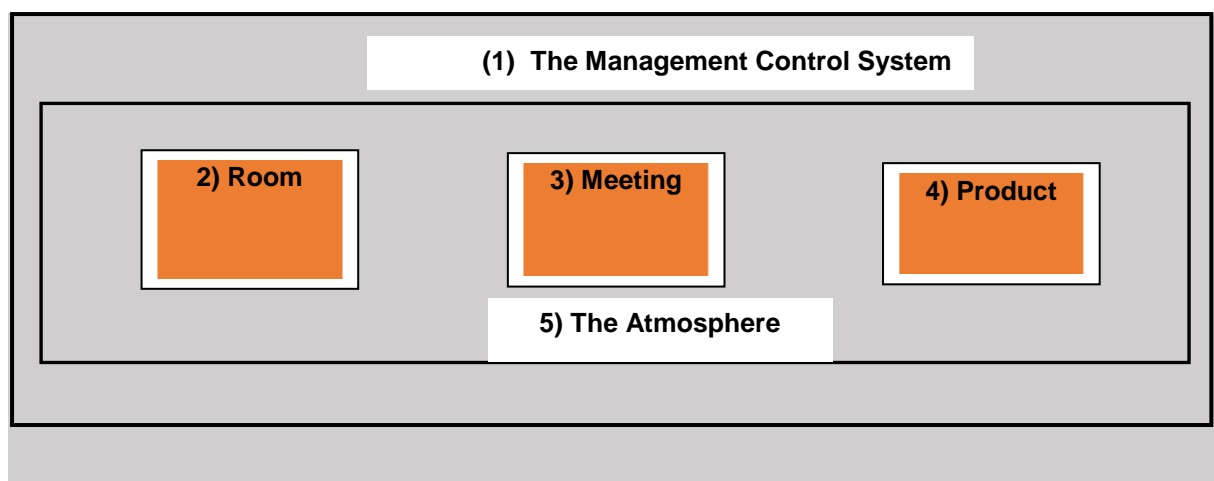 (1) The Management Control System
2) Room
3) Meeting
4) Product
5) The Atmosphere